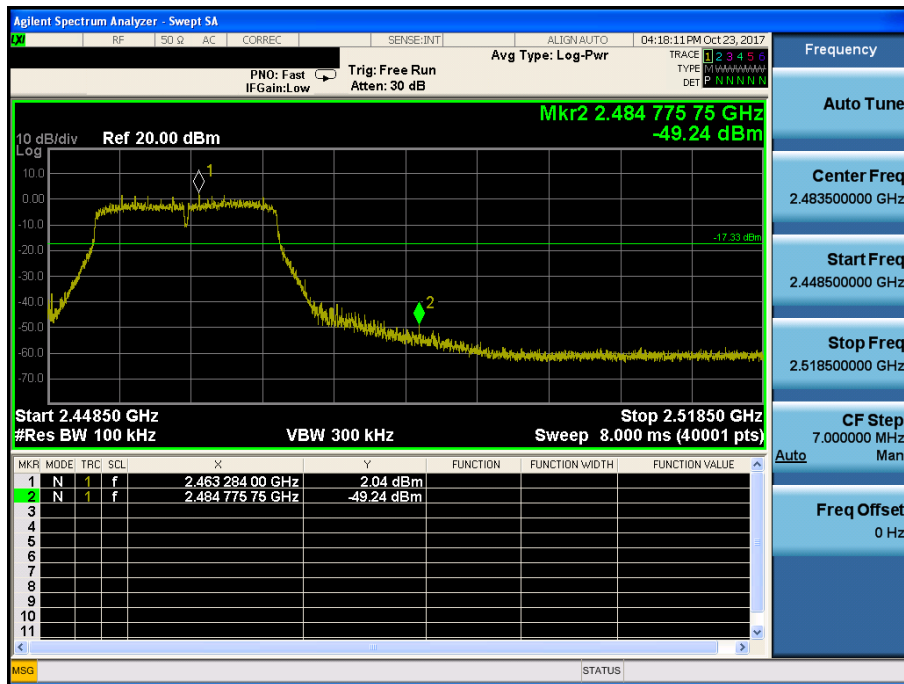 Agilent Spectrum Analyzer - Swept SA
LXI RF 50 Ω AC CORREC SENSE:INT ALIGN AUTO 04:18:11 PM Oct 23, 2017
PNO: Fast
IFGain:Low
Trig: Free Run
Atten: 30 dB
Avg Type: Log-Pwr
TRACE 1 2 3 4 5 6
TYPE M WWWWW
DET P N N N N N
Mkr2 2.484 775 75 GHz
-49.24 dBm
10 dB/div Ref 20.00 dBm
Log
10.0
0.00
-10.0
-20.0
-30.0
-40.0
-50.0
-60.0
-70.0
1
2
-17.33 dBm
Start 2.44850 GHz Stop 2.51850 GHz
#Res BW 100 kHz VBW 300 kHz Sweep 8.000 ms (40001 pts)
MKR MODE TRC SCL X Y FUNCTION FUNCTION WIDTH FUNCTION VALUE
1 N 1 f 2.463 284 00 GHz 2.04 dBm
2 N 1 f 2.484 775 75 GHz -49.24 dBm
3
4
5
6
7
8
9
10
11
MSG STATUS
Frequency
Auto Tune
Center Freq
2.483500000 GHz
Start Freq
2.448500000 GHz
Stop Freq
2.518500000 GHz
CF Step
7.000000 MHz
Auto Man
Freq Offset
0 Hz